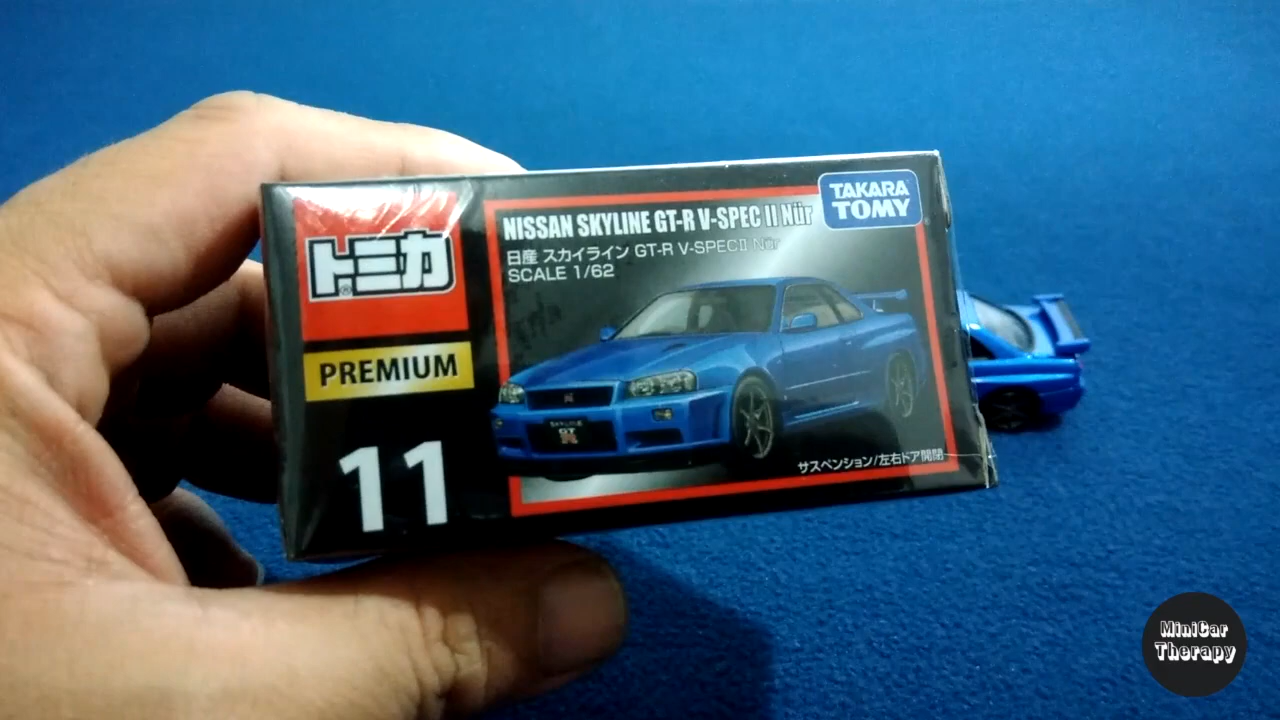 トミカ
PREMIUM
11
NISSAN SKYLINE GT-R V-SPEC II Nür
日産 スカイライン GT-R V-SPECⅡ Nür
SCALE 1/62
TAKARA
TOMY
SKYLINE
GT
R
サスペンション/左右ドア開閉
MiniCar
Therapy